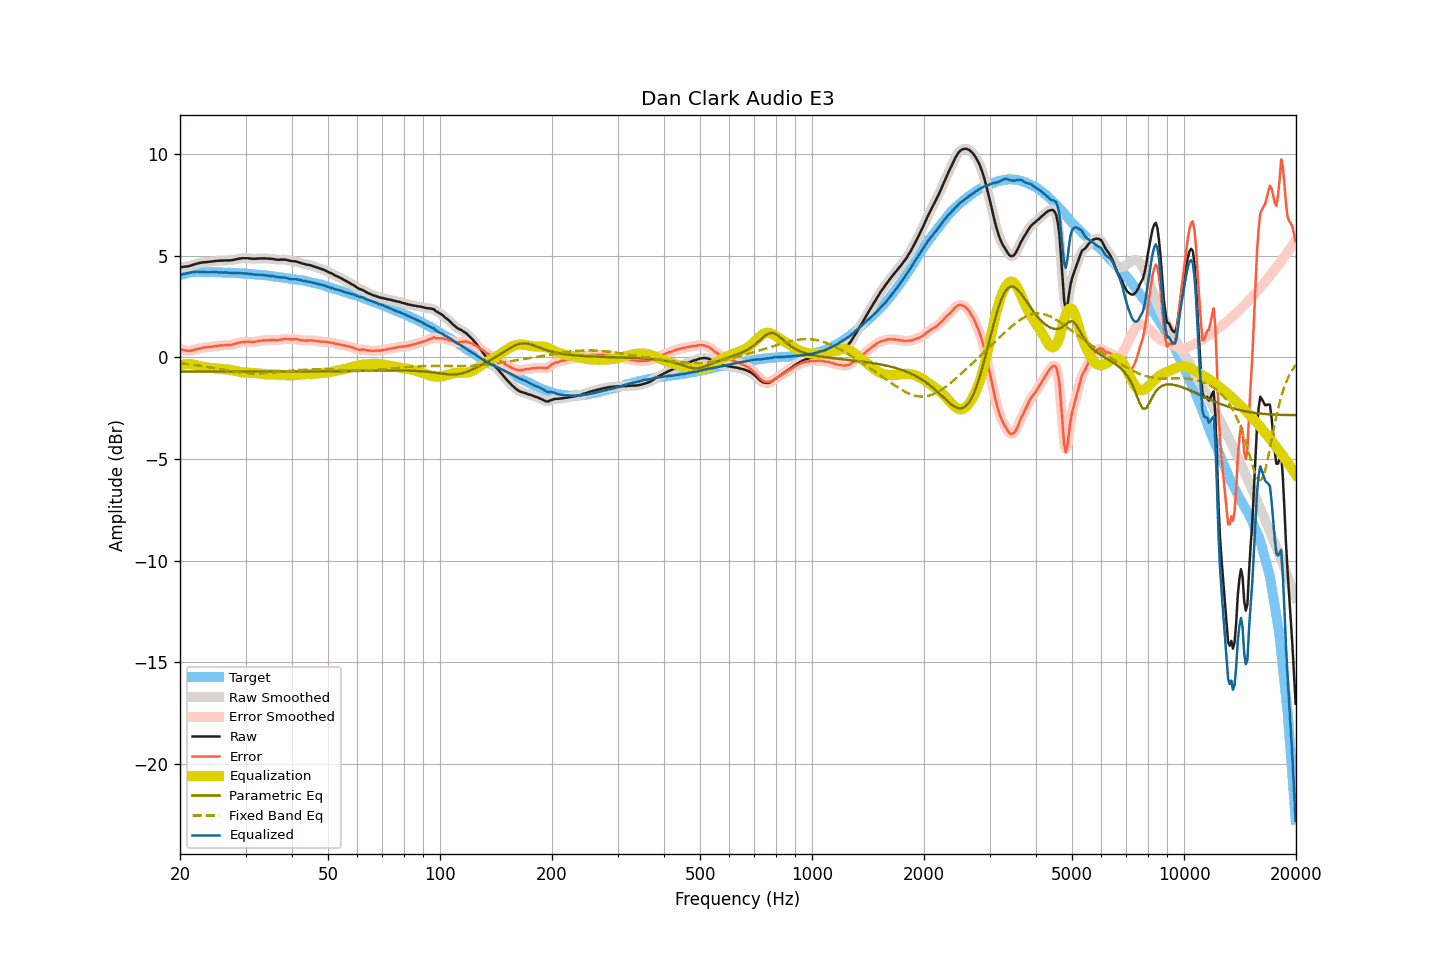 Dan Clark Audio E3
10
5
0
−5
−10
−15
−20
Amplitude (dBr)
Target
Raw Smoothed
Error Smoothed
Raw
Error
Equalization
Parametric Eq
Fixed Band Eq
Equalized
20 50 100 200 500 1000 2000 5000 10000 20000
Frequency (Hz)